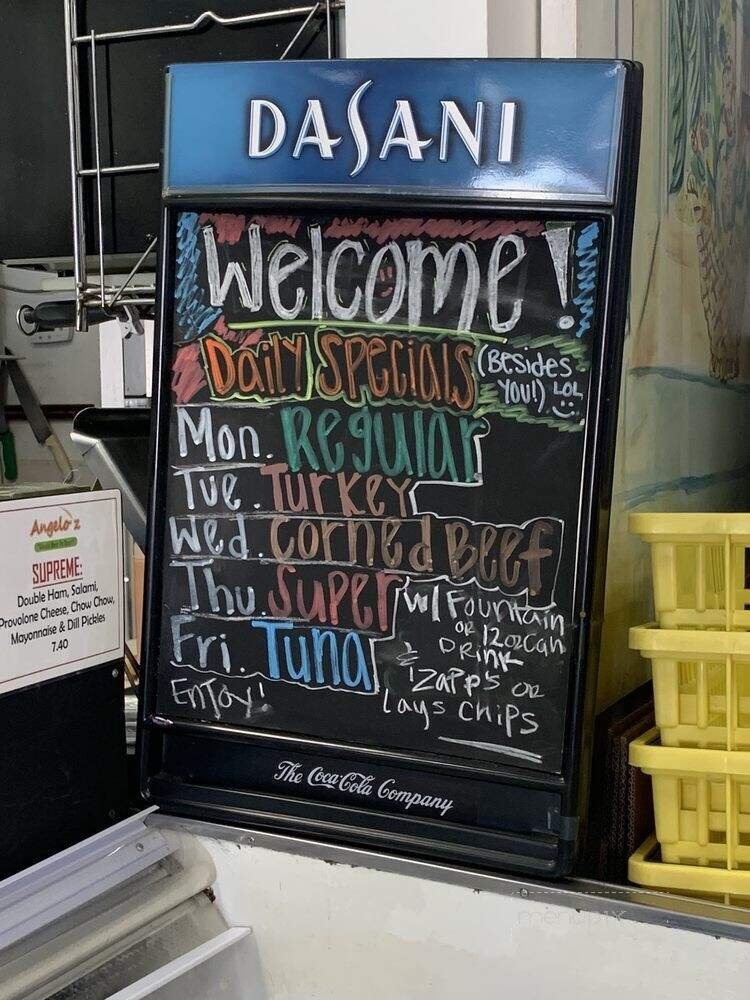 DASANI
Welcome!
Daily Specials (Besides
YOU!) LOL
Mon. Regular
Tue. Turkey
Wed. Corned Beef
Thu. Super
Fri. Tuna
Enjoy!
w/ Fountain
or 12oz Can
Drink
& Zapp's or
Lays Chips
The Coca-Cola Company
Angelo'z
SUPREME:
Double Ham, Salami,
Provolone Cheese, Chow Chow,
Mayonnaise & Dill Pickles
7.40
menupix